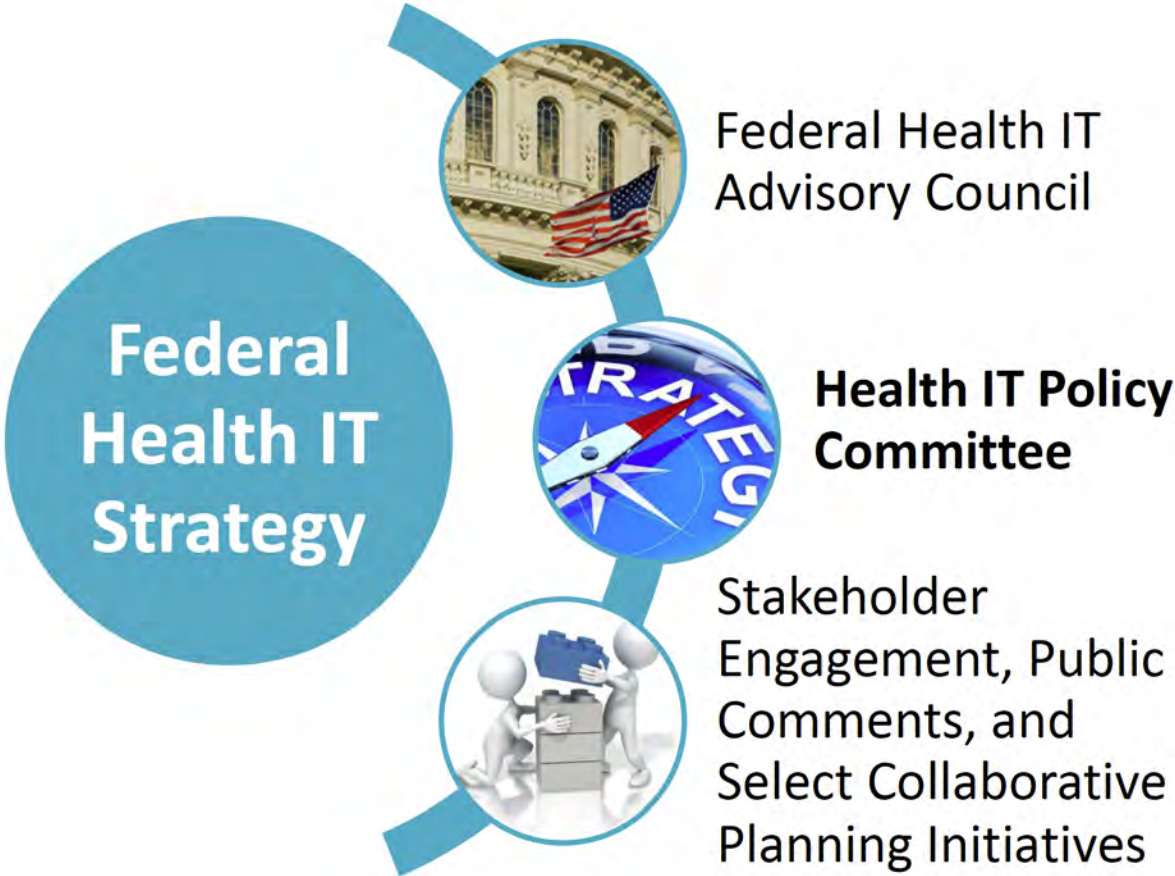 Federal
Health IT
Strategy
Federal Health IT
Advisory Council
STRATEGI
Health IT Policy
Committee
Stakeholder
Engagement, Public
Comments, and
Select Collaborative
Planning Initiatives